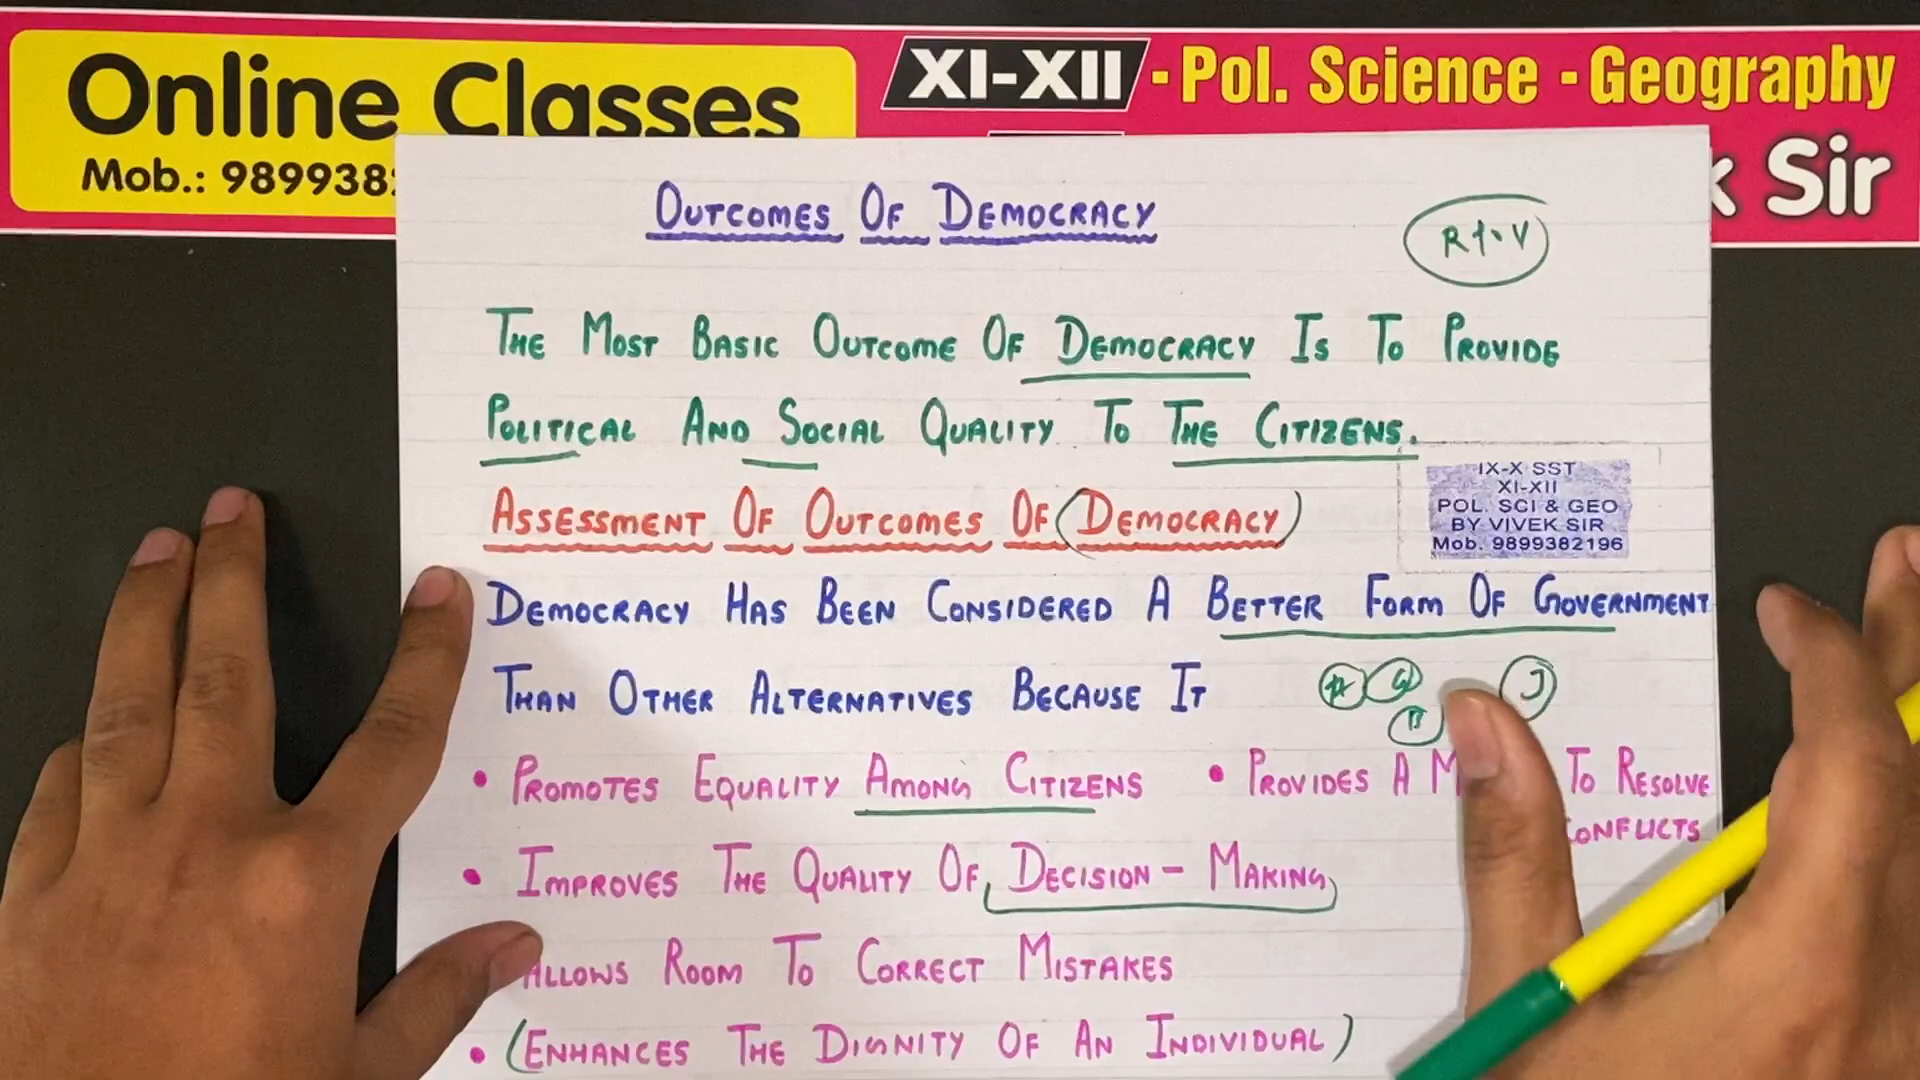 Online Classes
Mob.: 989938
XI-XII - Pol. Science - Geography
Sir
OUTCOMES OF DEMOCRACY
THE MOST BASIC OUTCOME OF DEMOCRACY IS TO PROVIDE
POLITICAL AND SOCIAL QUALITY TO THE CITIZENS.
ASSESSMENT OF OUTCOMES OF (DEMOCRACY)
IX-X SST
XI-XII
POL. SCI & GEO
BY VIVEK SIR
Mob. 9899382196
DEMOCRACY HAS BEEN CONSIDERED A BETTER FORM OF GOVERNMENT
THAN OTHER ALTERNATIVES BECAUSE IT
• PROMOTES EQUALITY AMONG CITIZENS
• PROVIDES A TO RESOLVE
CONFLICTS
• IMPROVES THE QUALITY OF DECISION - MAKING
ALLOWS ROOM TO CORRECT MISTAKES
• (ENHANCES THE DIGNITY OF AN INDIVIDUAL)